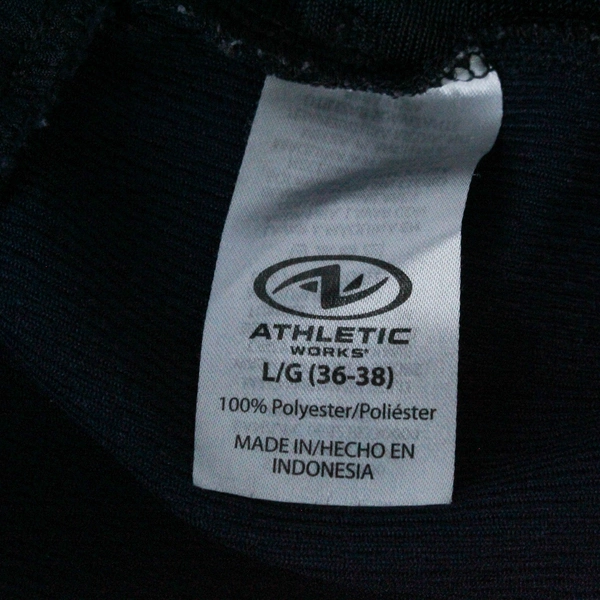 ATHLETIC
WORKS
L/G (36-38)
100% Polyester/Poliéster
MADE IN/HECHO EN
INDONESIA